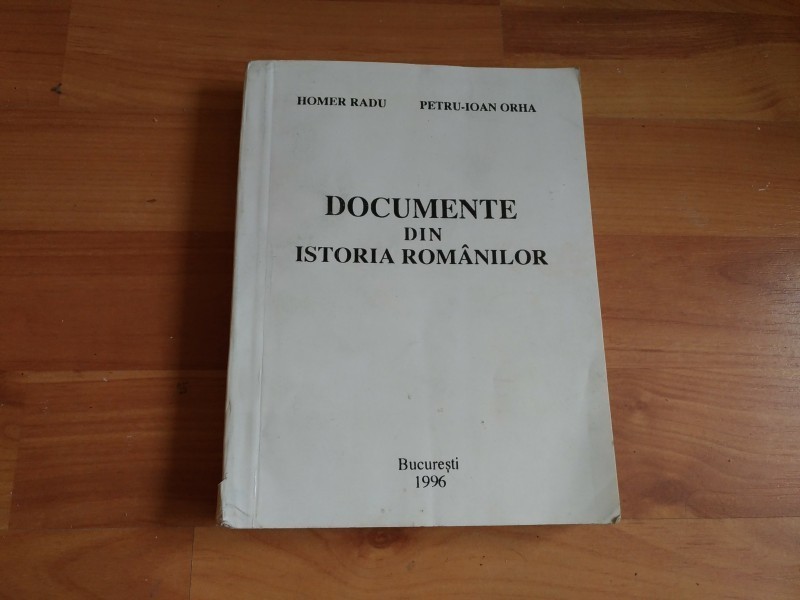 HOMER RADU PETRU-IOAN ORHA
DOCUMENTE
DIN
ISTORIA ROMÂNILOR
București
1996